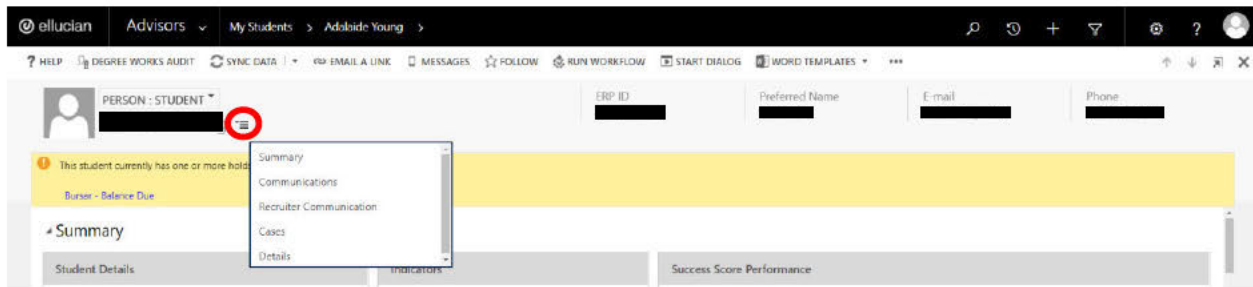 ellucian Advisors My Students > Adalaide Young >
? HELP DEGREE WORKS AUDIT SYNC DATA EMAIL A LINK MESSAGES FOLLOW RUN WORKFLOW START DIALOG WORD TEMPLATES •••
PERSON : STUDENT ERP ID Preferred Name E-mail Phone
This student currently has one or more holds
Burser - Balance Due
Summary
Communications
Recruiter Communication
Cases
Details
Summary
Student Details Indicators Success Score Performance